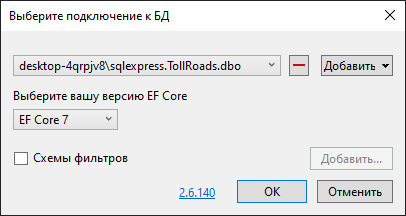 Выберите подключение к БД
desktop-4qrpjv8\sqlexpress.TollRoads.dbo
Добавить
Выберите вашу версию EF Core
EF Core 7
Схемы фильтров
Добавить...
2.6.140
ОК
Отменить